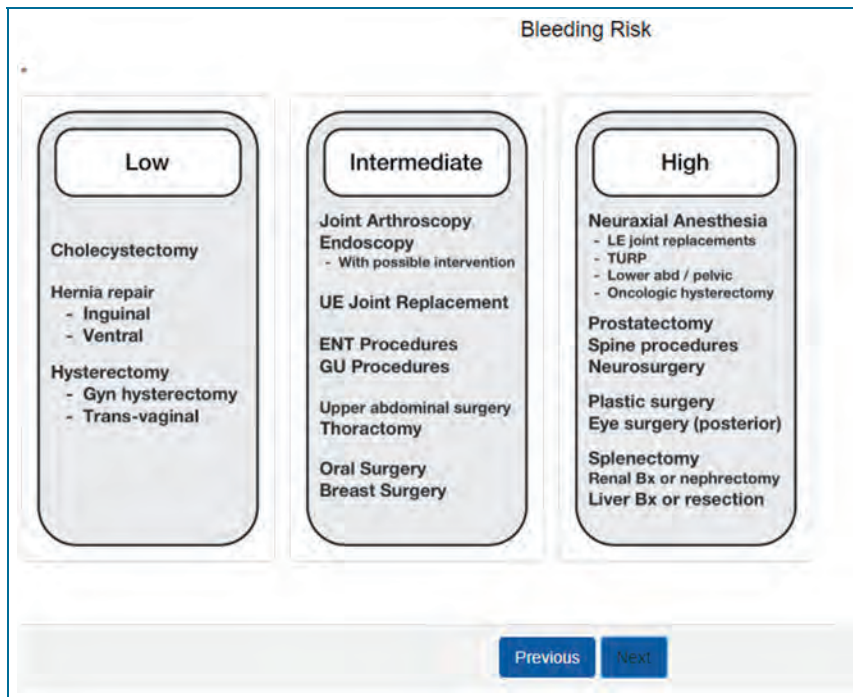 Bleeding Risk
*
Low
Cholecystectomy
Hernia repair
- Inguinal
- Ventral
Hysterectomy
- Gyn hysterectomy
- Trans-vaginal
Intermediate
Joint Arthroscopy
Endoscopy
- With possible intervention
UE Joint Replacement
ENT Procedures
GU Procedures
Upper abdominal surgery
Thoractomy
Oral Surgery
Breast Surgery
High
Neuraxial Anesthesia
- LE joint replacements
- TURP
- Lower abd / pelvic
- Oncologic hysterectomy
Prostatectomy
Spine procedures
Neurosurgery
Plastic surgery
Eye surgery (posterior)
Splenectomy
Renal Bx or nephrectomy
Liver Bx or resection
Previous
Next